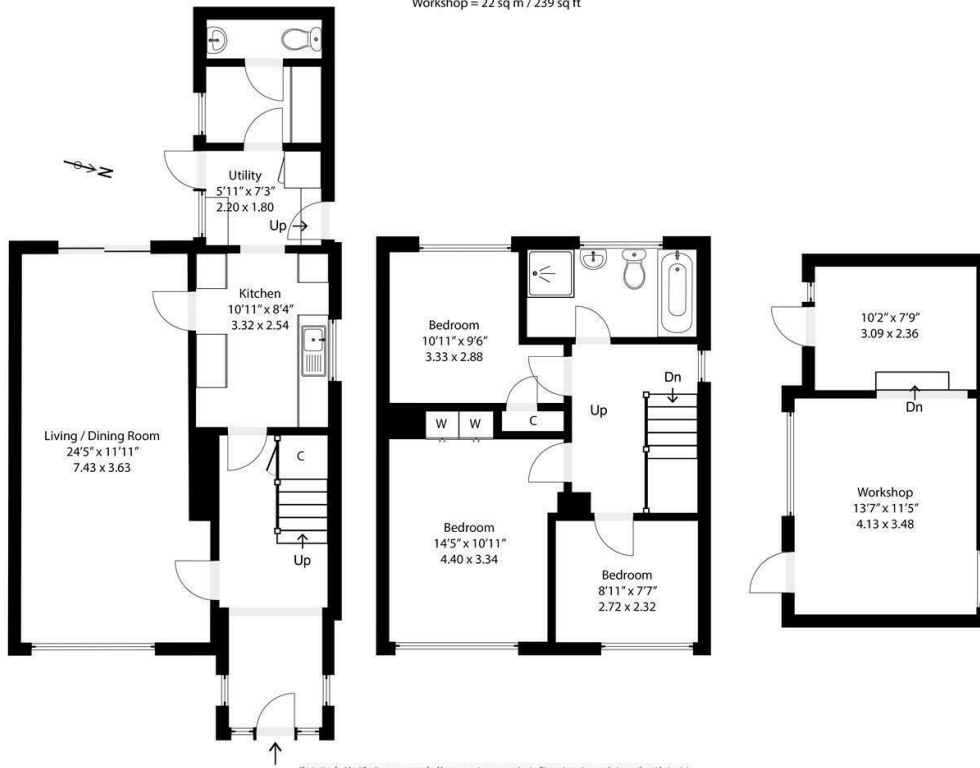 Workshop = 22 sq m / 239 sq ft
N
Utility
5'11" x 7'3"
2.20 x 1.80
Up
Kitchen
10'11" x 8'4"
3.32 x 2.54
Living / Dining Room
24'5" x 11'11"
7.43 x 3.63
C
Up
Bedroom
10'11" x 9'6"
3.33 x 2.88
Dn
Up
W
W
C
Bedroom
14'5" x 10'11"
4.40 x 3.34
Bedroom
8'11" x 7'7"
2.72 x 2.32
10'2" x 7'9"
3.09 x 2.36
Dn
Workshop
13'7" x 11'5"
4.13 x 3.48